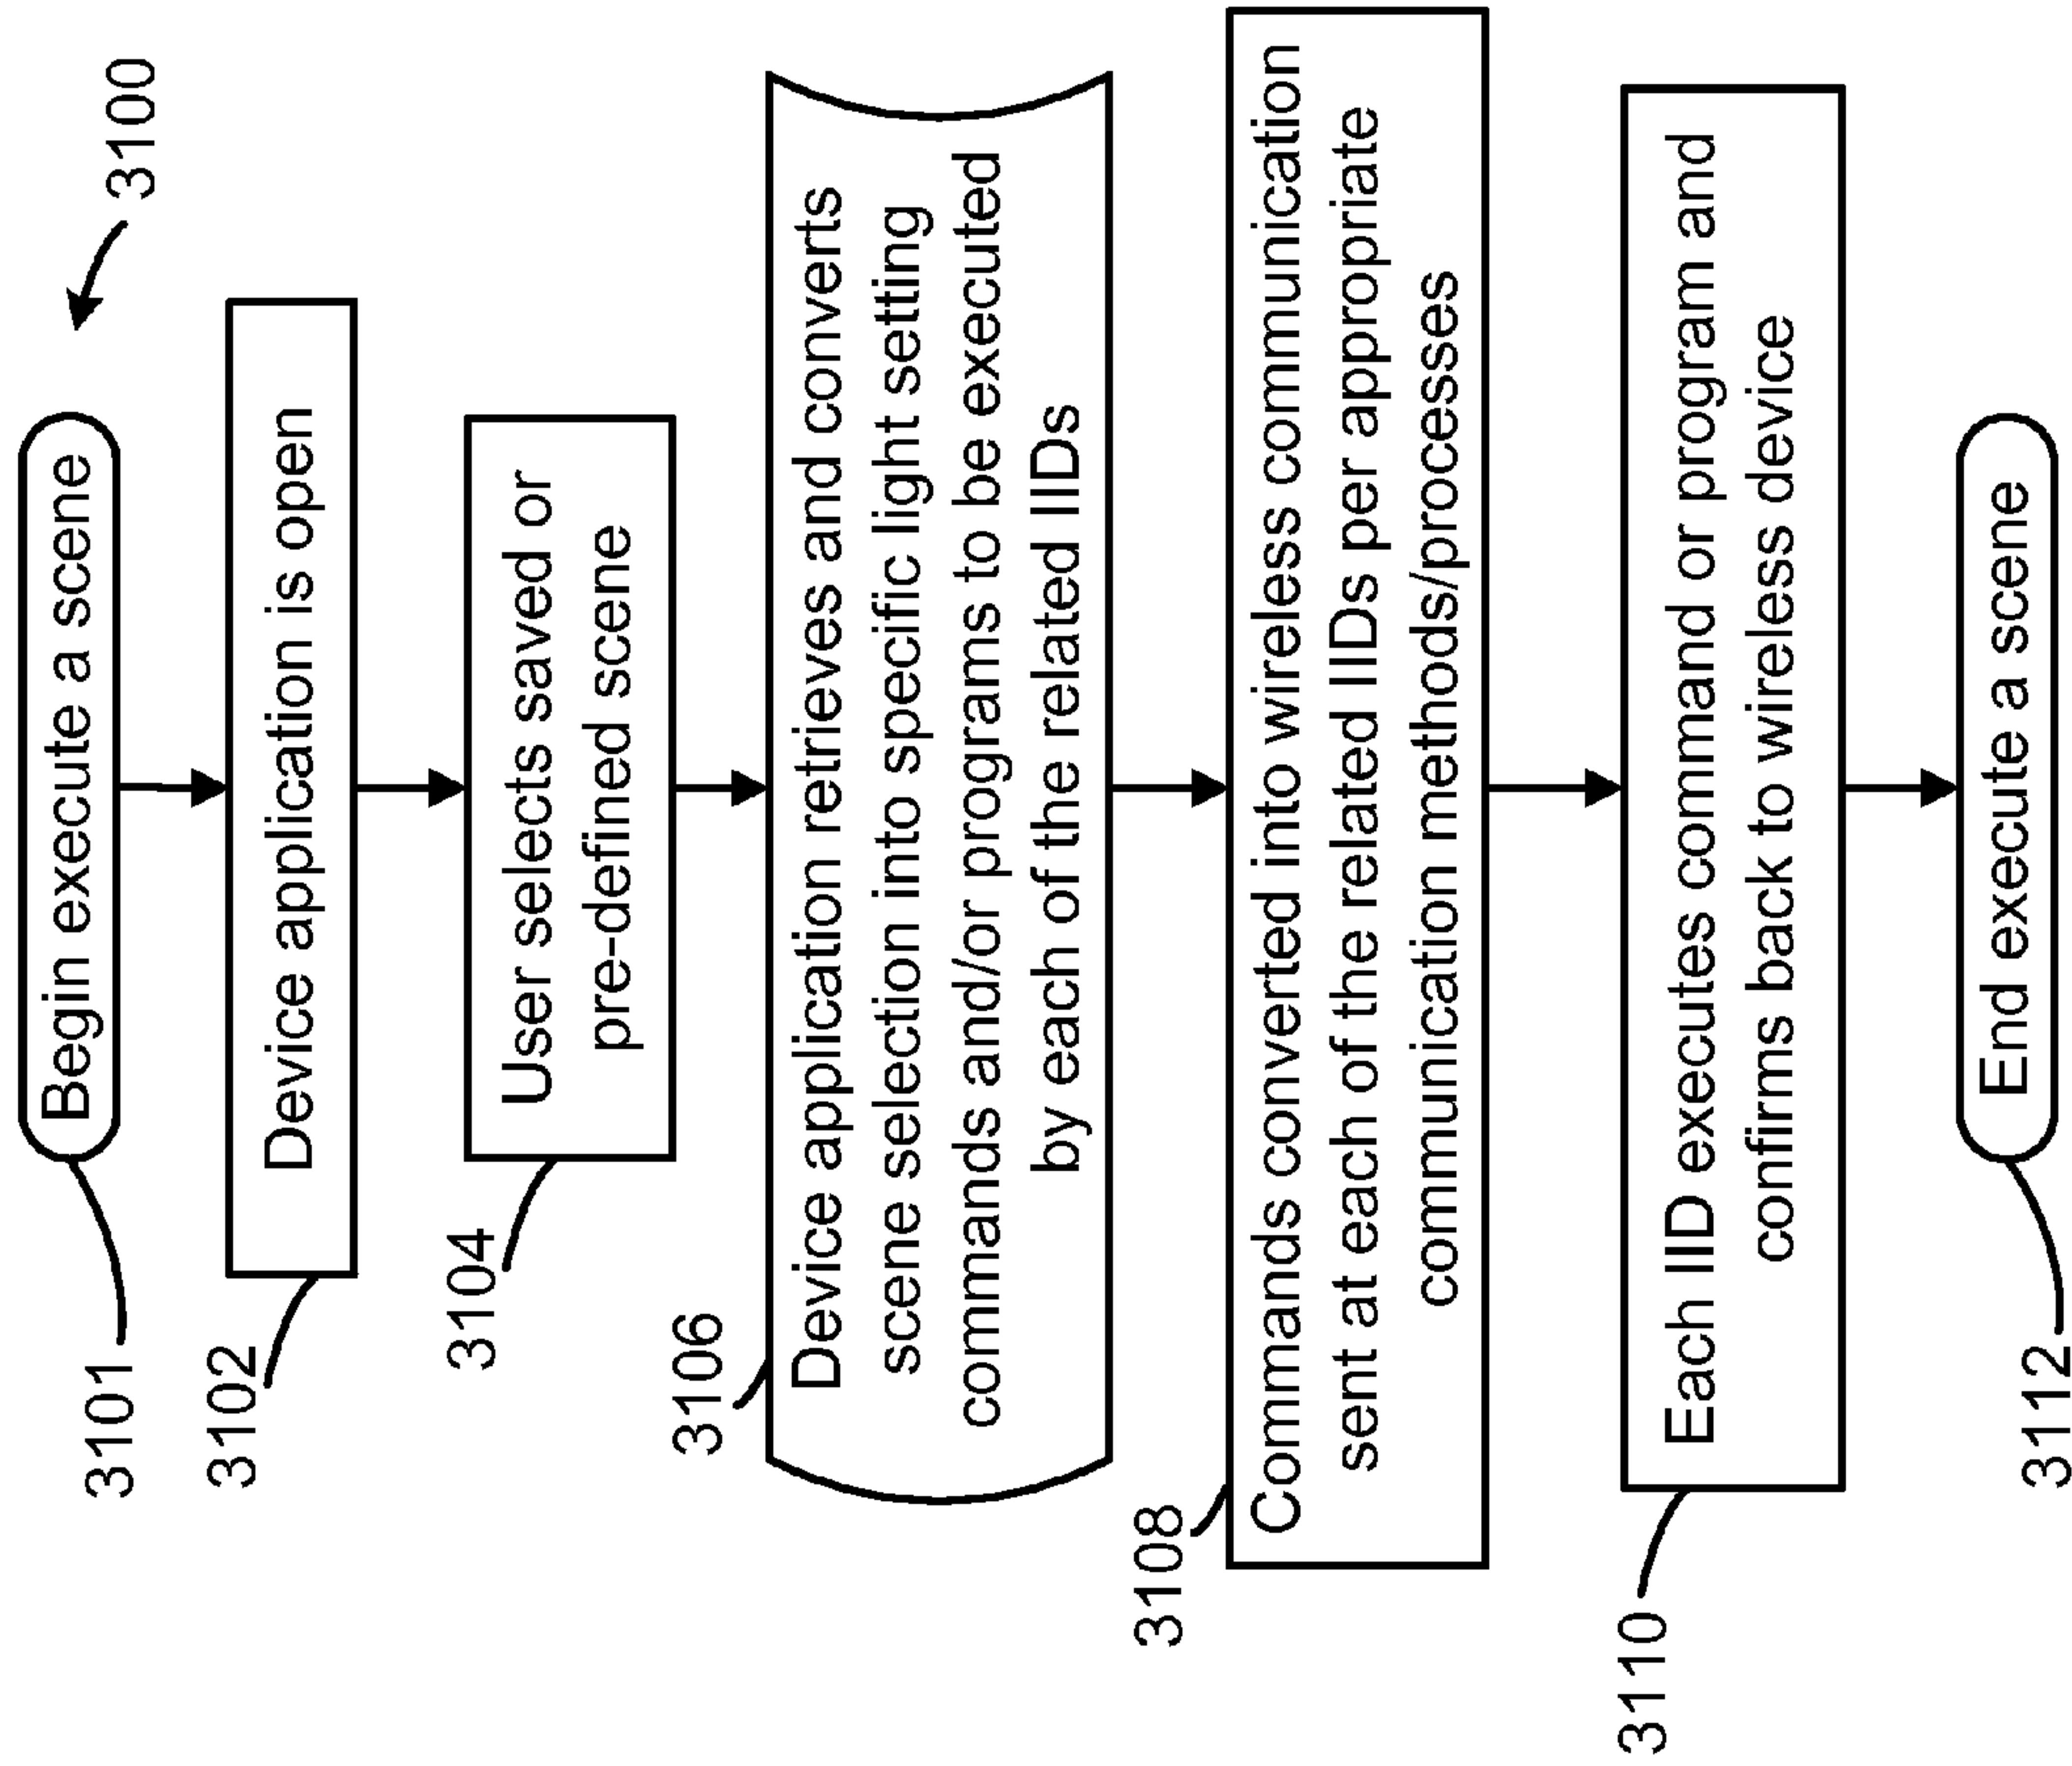 3100
3101
Begin execute a scene
3102
Device application is open
3104
User selects saved or
pre-defined scene
3106
Device application retrieves and converts
scene selection into specific light setting
commands and/or programs to be executed
by each of the related IIDs
3108
Commands converted into wireless communication
sent at each of the related IIDs per appropriate
communication methods/processes
3110
Each IID executes command or program and
confirms back to wireless device
3112
End execute a scene